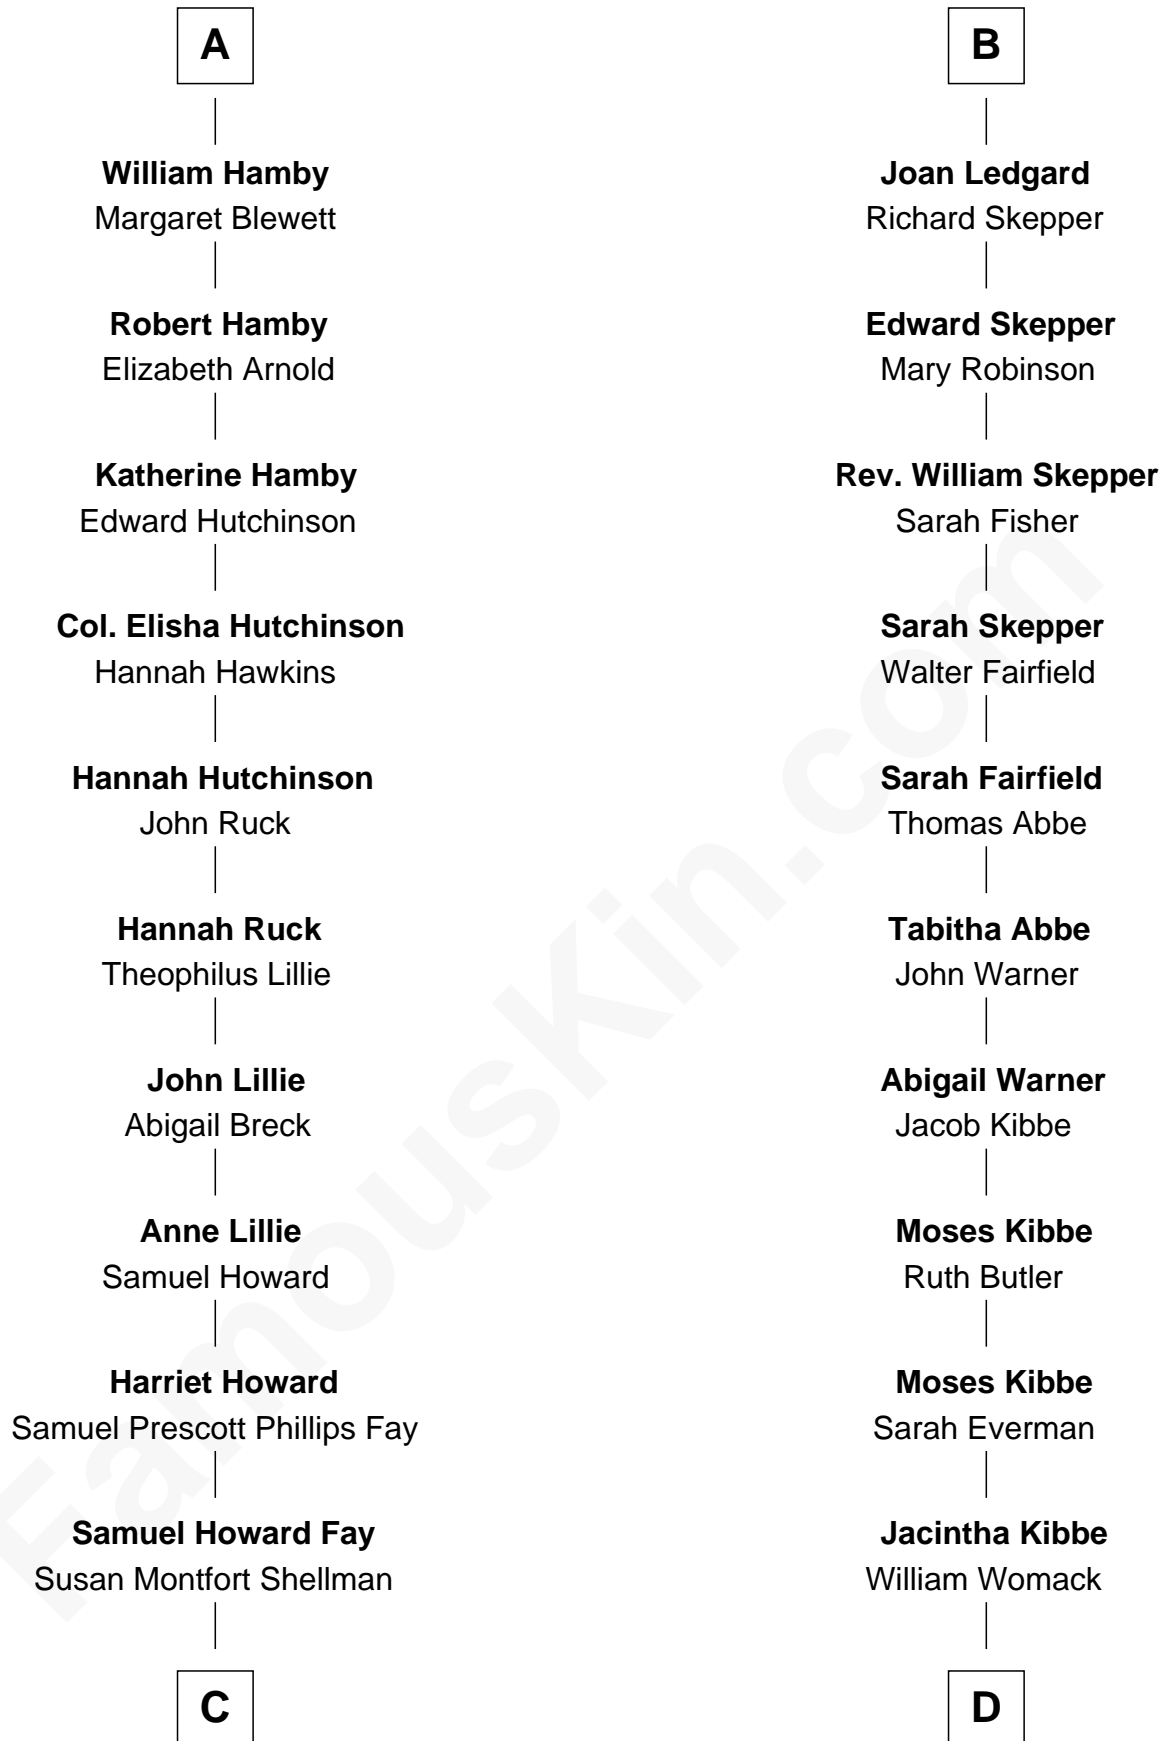 A
William Hamby
Margaret Blewett
Robert Hamby
Elizabeth Arnold
Katherine Hamby
Edward Hutchinson
Col. Elisha Hutchinson
Hannah Hawkins
Hannah Hutchinson
John Ruck
Hannah Ruck
Theophilus Lillie
John Lillie
Abigail Breck
Anne Lillie
Samuel Howard
Harriet Howard
Samuel Prescott Phillips Fay
Samuel Howard Fay
Susan Montfort Shellman
C
B
Joan Ledgard
Richard Skepper
Edward Skepper
Mary Robinson
Rev. William Skepper
Sarah Fisher
Sarah Skepper
Walter Fairfield
Sarah Fairfield
Thomas Abbe
Tabitha Abbe
John Warner
Abigail Warner
Jacob Kibbe
Moses Kibbe
Ruth Butler
Moses Kibbe
Sarah Everman
Jacintha Kibbe
William Womack
D
FamousKin.com